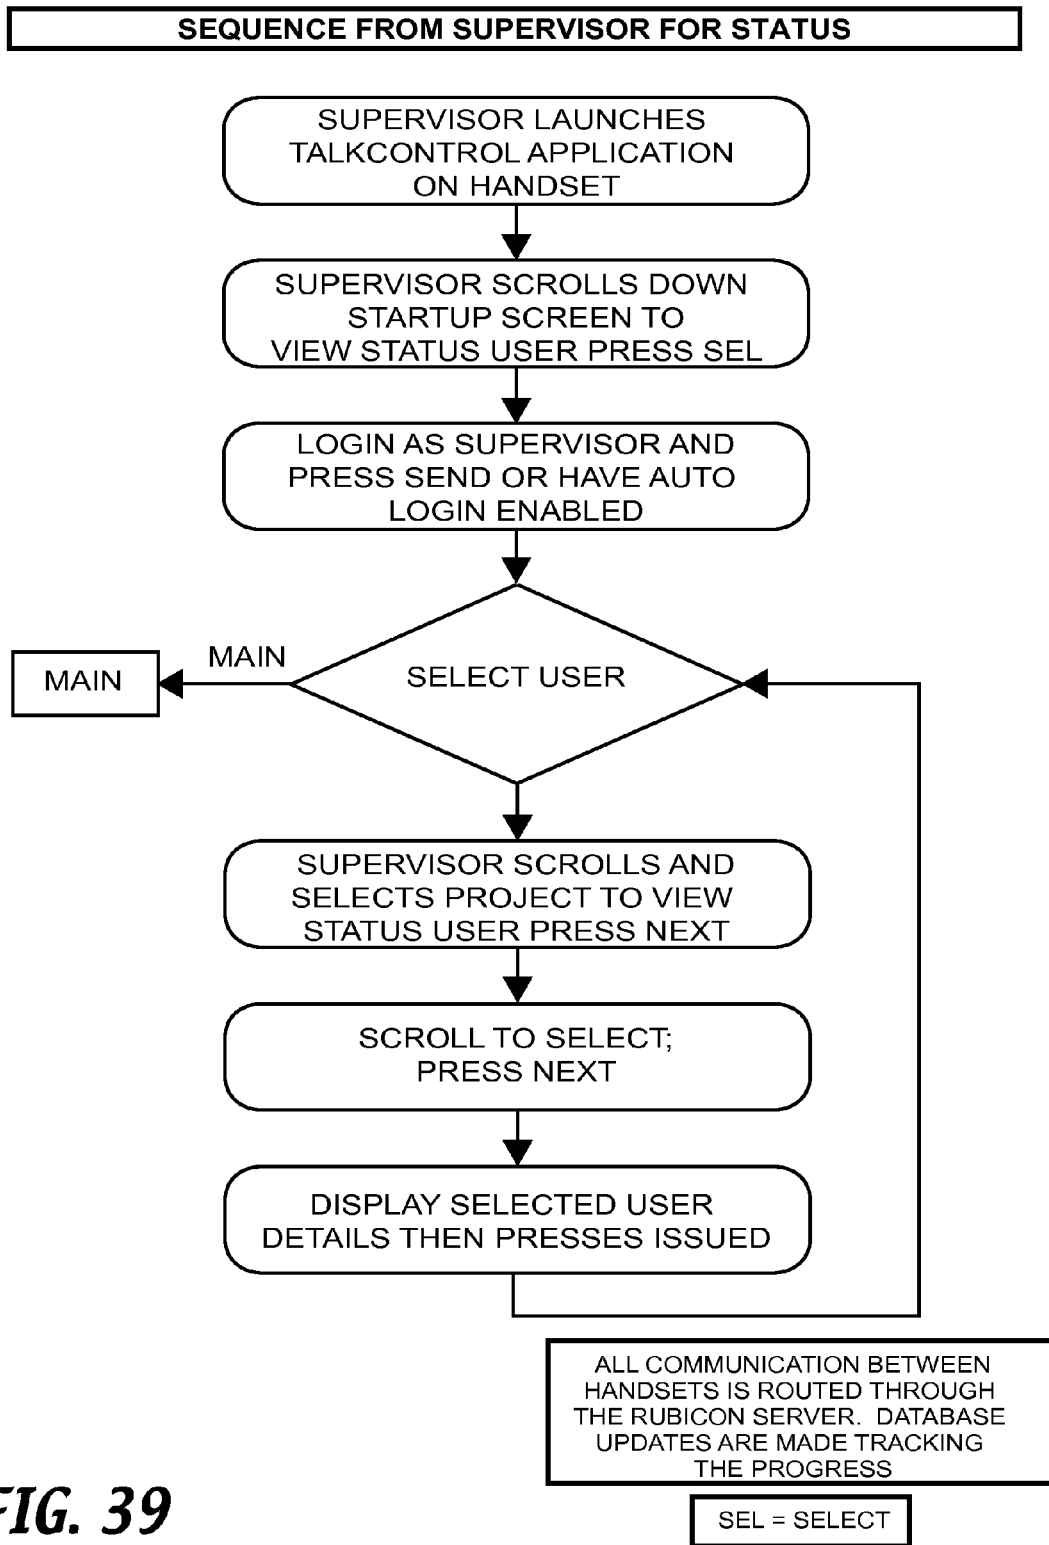 SEQUENCE FROM SUPERVISOR FOR STATUS
SUPERVISOR LAUNCHES
TALKCONTROL APPLICATION
ON HANDSET
SUPERVISOR SCROLLS DOWN
STARTUP SCREEN TO
VIEW STATUS USER PRESS SEL
LOGIN AS SUPERVISOR AND
PRESS SEND OR HAVE AUTO
LOGIN ENABLED
MAIN
MAIN
SELECT USER
SUPERVISOR SCROLLS AND
SELECTS PROJECT TO VIEW
STATUS USER PRESS NEXT
SCROLL TO SELECT;
PRESS NEXT
DISPLAY SELECTED USER
DETAILS THEN PRESSES ISSUED
ALL COMMUNICATION BETWEEN
HANDSETS IS ROUTED THROUGH
THE RUBICON SERVER. DATABASE
UPDATES ARE MADE TRACKING
THE PROGRESS
FIG. 39
SEL = SELECT